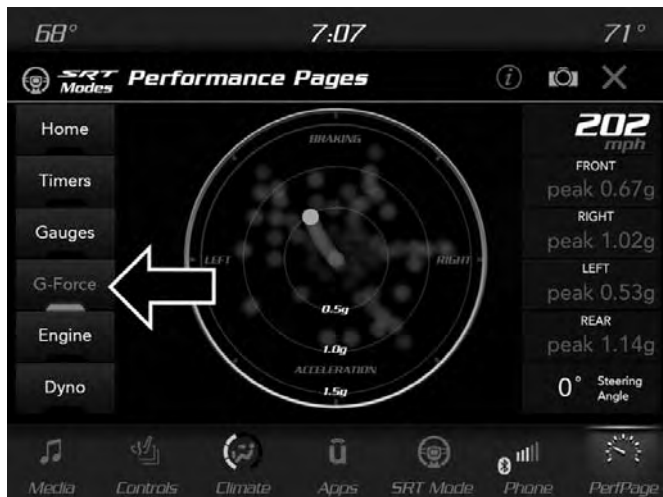 68° 7:07 71°
SRT Modes Performance Pages i
Home
Timers
Gauges
G-Force
Engine
Dyno
BRAKING
LEFT
RIGHT
0.5g
1.0g
ACCELERATION
1.5g
202
mph
FRONT
peak 0.67g
RIGHT
peak 1.02g
LEFT
peak 0.53g
REAR
peak 1.14g
0° Steering Angle
Media Controls Climate Apps SRT Mode Phone PerfPage